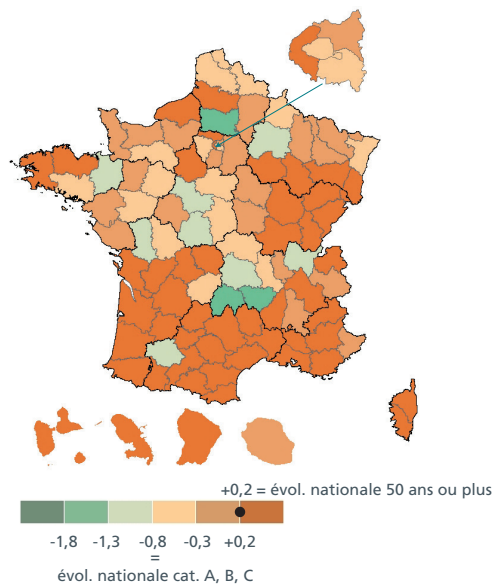 +0,2 = évol. nationale 50 ans ou plus
-1,8 -1,3 -0,8 -0,3 +0,2
=
évol. nationale cat. A, B, C